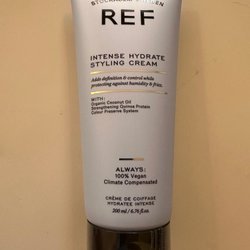 STOCKHOLM SWEDEN
REF
INTENSE HYDRATE
STYLING CREAM
Adds definition & control while
protecting against humidity & frizz.
WITH:
Organic Coconut Oil
Strengthening Quinoa Protein
Colour Preserve System
ALWAYS:
100% Vegan
Climate Compensated
CRÈME DE COIFFAGE
HYDRATÉE INTENSE
200 ml / 6.76 fl.oz.